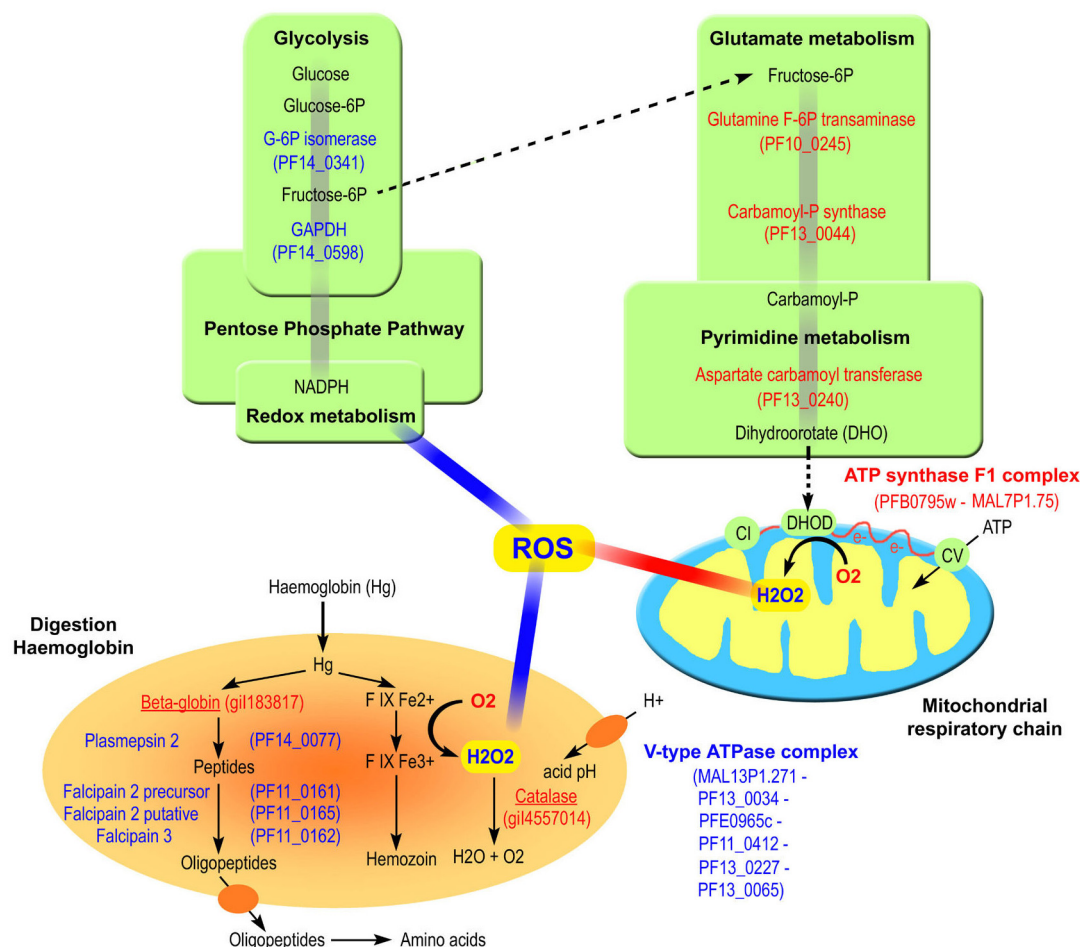 Glycolysis
Glucose
Glucose-6P
G-6P isomerase
(PF14_0341)
Fructose-6P
GAPDH
(PF14_0598)
Pentose Phosphate Pathway
NADPH
Redox metabolism
Glutamate metabolism
Fructose-6P
Glutamine F-6P transaminase
(PF10_0245)
Carbamoyl-P synthase
(PF13_0044)
Carbamoyl-P
Pyrimidine metabolism
Aspartate carbamoyl transferase
(PF13_0240)
Dihydroorotate (DHO)
ATP synthase F1 complex
(PFB0795w - MAL7P1.75)
CI
DHOD
e-
e-
CV
ATP
O2
H2O2
ROS
Mitochondrial
respiratory chain
Haemoglobin (Hg)
Digestion
Haemoglobin
Hg
Beta-globin (gil183817)
Plasmepsin 2 (PF14_0077)
Peptides
Falcipain 2 precursor (PF11_0161)
Falcipain 2 putative (PF11_0165)
Falcipain 3 (PF11_0162)
Oligopeptides
Oligopeptides
Amino acids
F IX Fe2+
F IX Fe3+
Hemozoin
O2
H2O2
H2O + O2
Catalase
(gil4557014)
acid pH
H+
V-type ATPase complex
(MAL13P1.271 -
PF13_0034 -
PFE0965c -
PF11_0412 -
PF13_0227 -
PF13_0065)